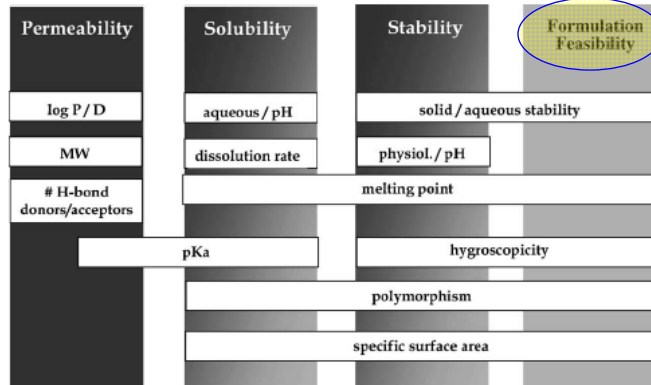 Permeability
Solubility
Stability
Formulation
Feasibility
log P / D
aqueous / pH
solid / aqueous stability
MW
dissolution rate
physiol. / pH
# H-bond
donors/acceptors
melting point
pKa
hygroscopicity
polymorphism
specific surface area